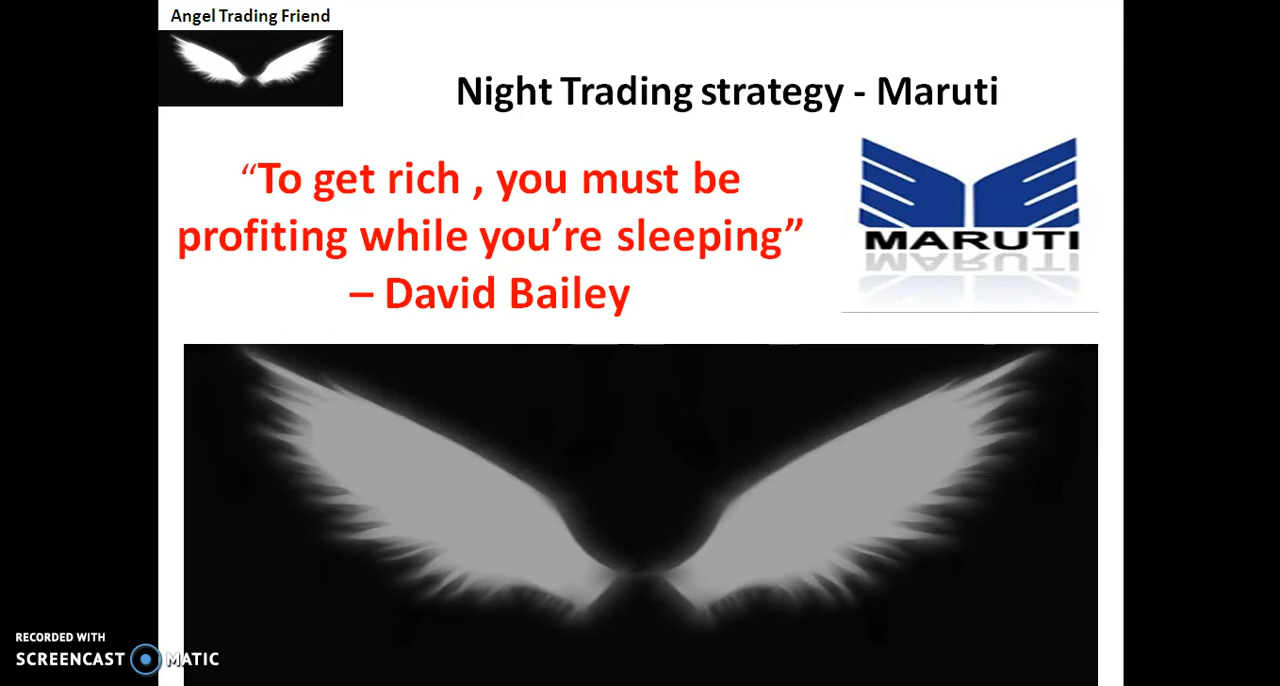 Angel Trading Friend
Night Trading strategy - Maruti
“To get rich , you must be
profiting while you’re sleeping”
– David Bailey
MARUTI
RECORDED WITH
SCREENCAST MATIC